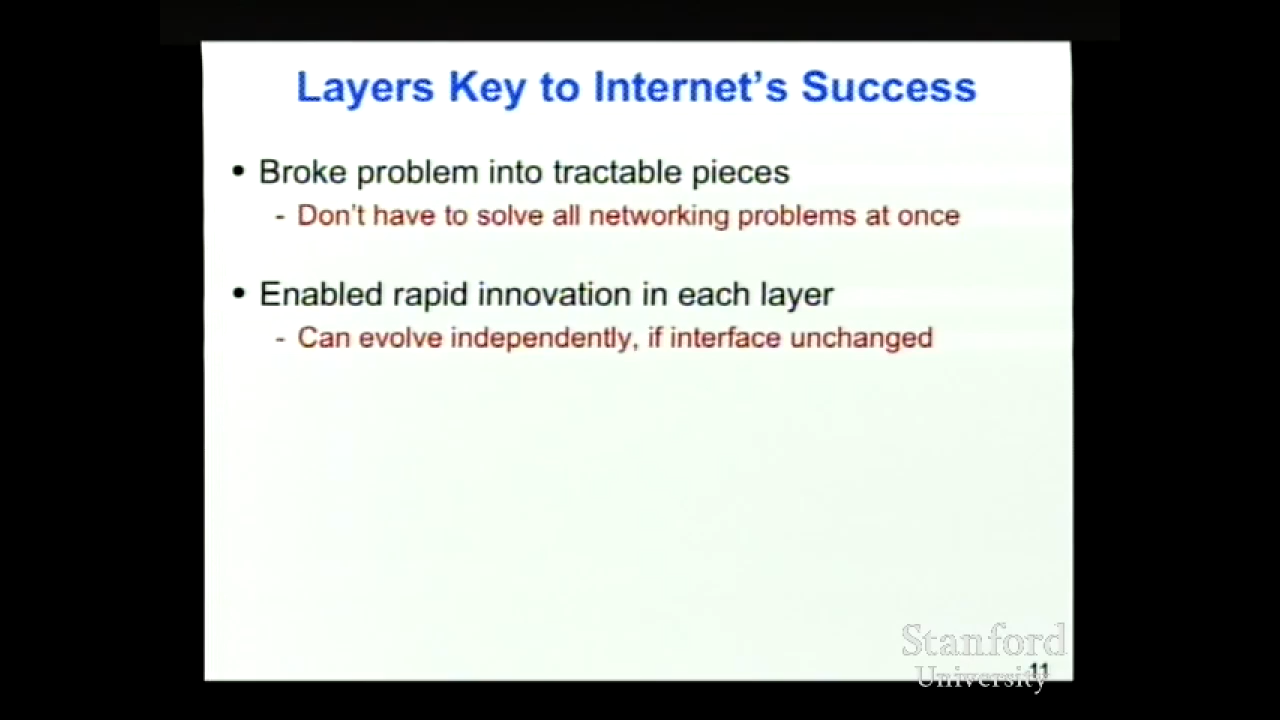 Layers Key to Internet's Success
• Broke problem into tractable pieces
- Don't have to solve all networking problems at once
• Enabled rapid innovation in each layer
- Can evolve independently, if interface unchanged
Stanford
University
11